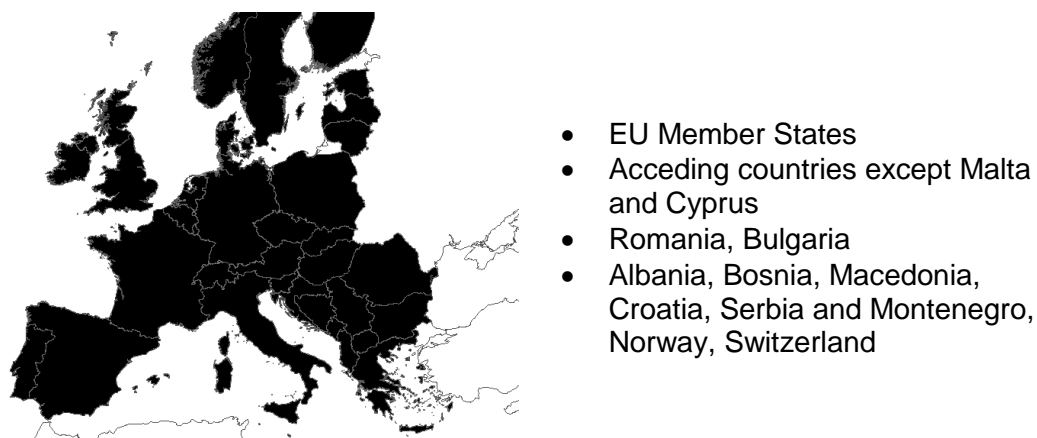 • EU Member States
• Acceding countries except Malta
and Cyprus
• Romania, Bulgaria
• Albania, Bosnia, Macedonia,
Croatia, Serbia and Montenegro,
Norway, Switzerland